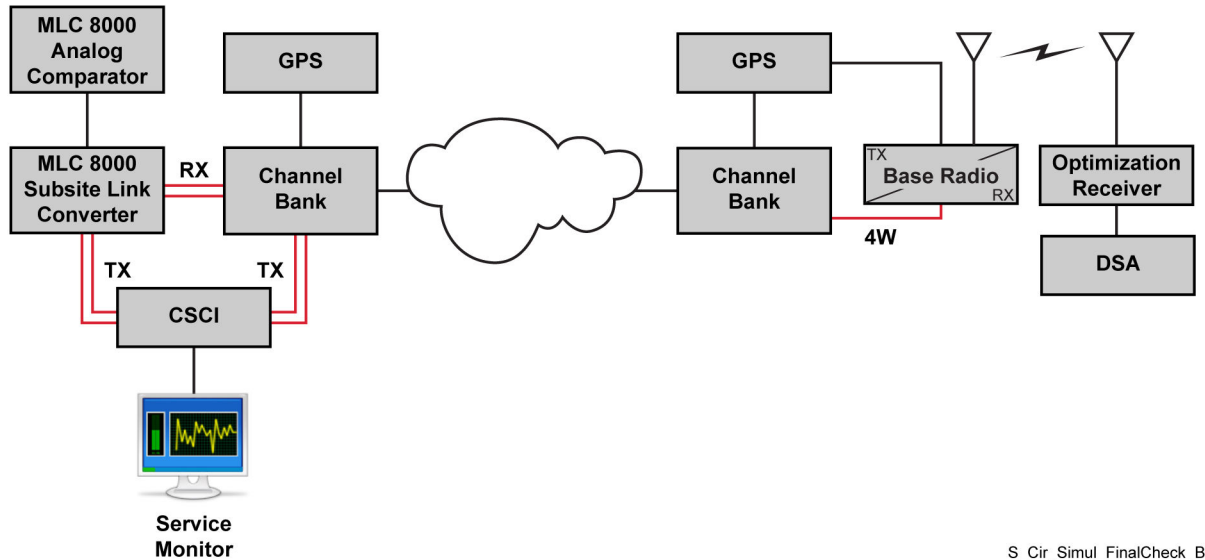 MLC 8000
Analog
Comparator
GPS
GPS
MLC 8000
Subsite Link
Converter
RX
Channel
Bank
Channel
Bank
TX
Base Radio
RX
Optimization
Receiver
4W
DSA
TX
TX
CSCI
Service
Monitor
S_Cir_Simul_FinalCheck_B